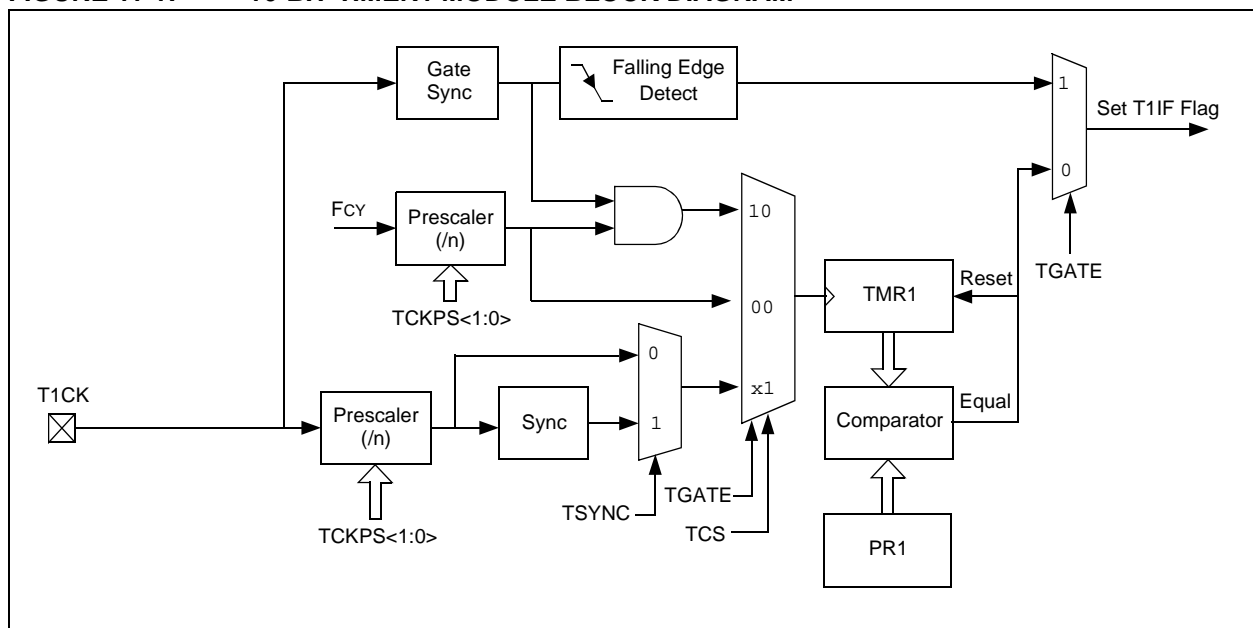 Gate
Sync
Falling Edge
Detect
1
Set T1IF Flag
0
TGATE
FCY
Prescaler
(/n)
TCKPS<1:0>
10
00
x1
TMR1
Reset
T1CK
Prescaler
(/n)
TCKPS<1:0>
Sync
0
1
TSYNC
TGATE
TCS
Comparator
Equal
PR1